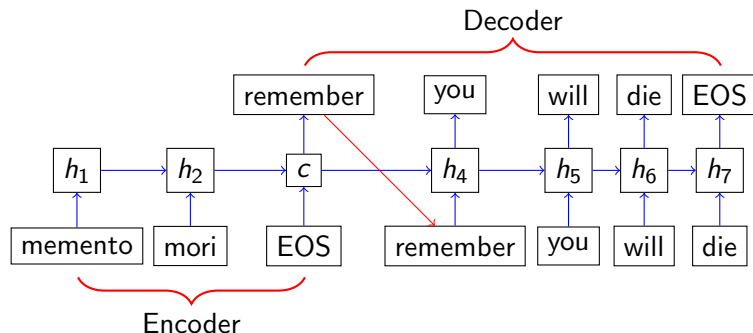 Decoder
remember you will die EOS
h₁ h₂ c h₄ h₅ h₆ h₇
memento mori EOS remember you will die
Encoder